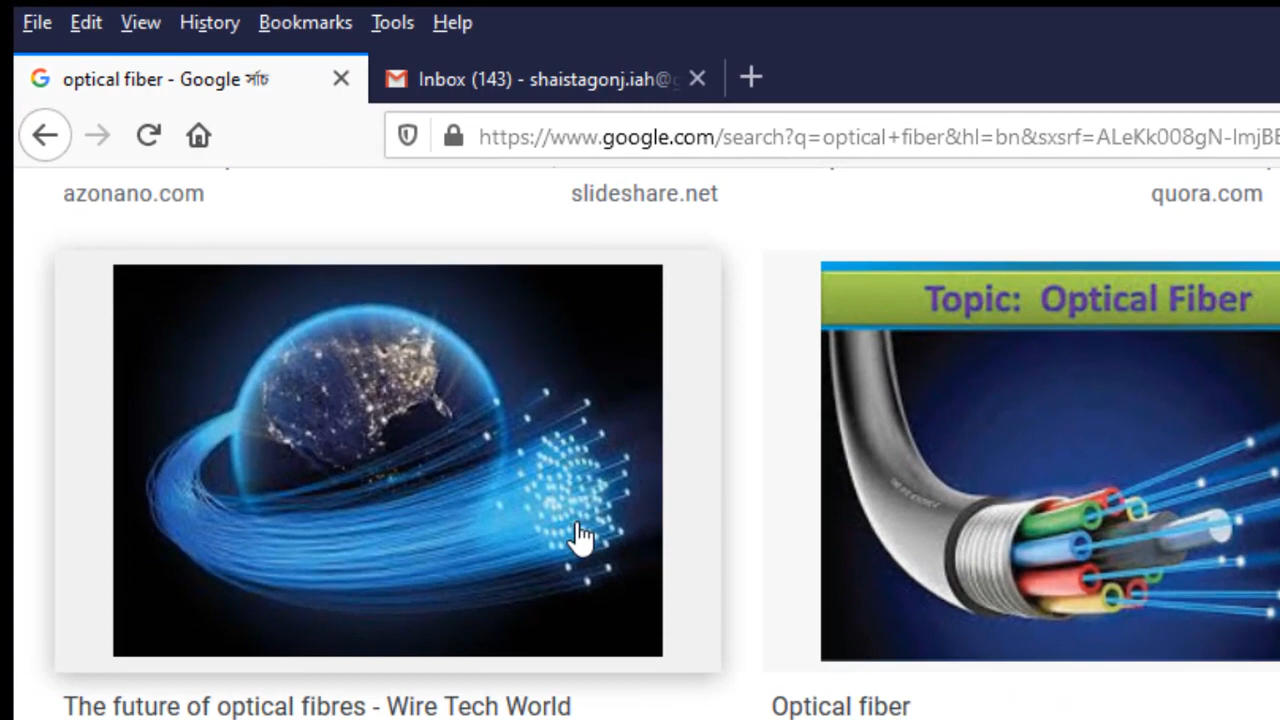 File Edit View History Bookmarks Tools Help
optical fiber - Google সার্চ
Inbox (143) - shaistagonj.iah@
https://www.google.com/search?q=optical+fiber&hl=bn&sxsrf=ALeKk008gN-lmjB
azonano.com slideshare.net quora.com
Topic: Optical Fiber
The future of optical fibres - Wire Tech World Optical fiber